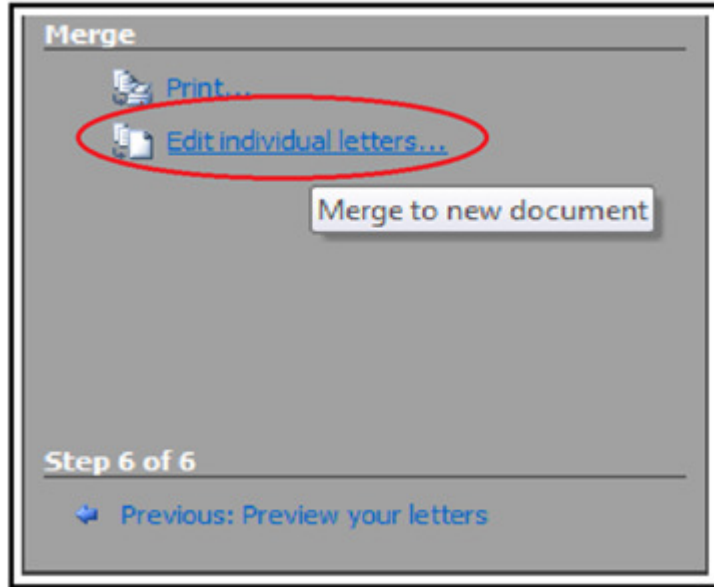 Merge
Print...
Edit individual letters...
Merge to new document
Step 6 of 6
Previous: Preview your letters